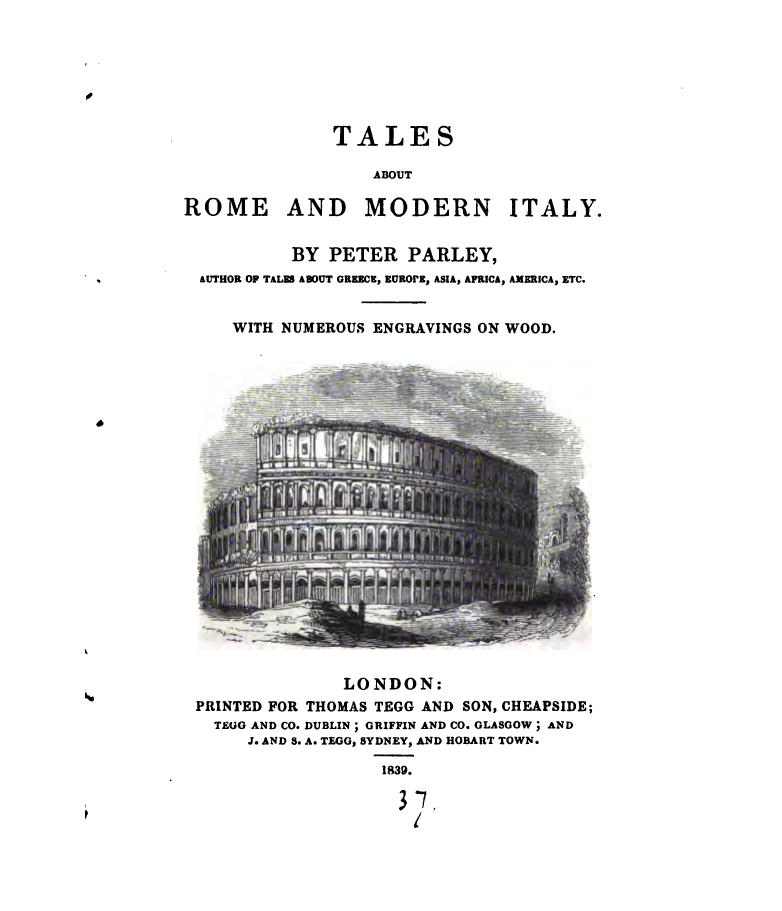 TALES
ABOUT
ROME AND MODERN ITALY.
BY PETER PARLEY,
AUTHOR OF TALES ABOUT GREECE, EUROPE, ASIA, AFRICA, AMERICA, ETC.
WITH NUMEROUS ENGRAVINGS ON WOOD.
LONDON:
PRINTED FOR THOMAS TEGG AND SON, CHEAPSIDE;
TEGG AND CO. DUBLIN; GRIFFIN AND CO. GLASGOW; AND
J. AND S. A. TEGG, SYDNEY, AND HOBART TOWN.
1839.
37.